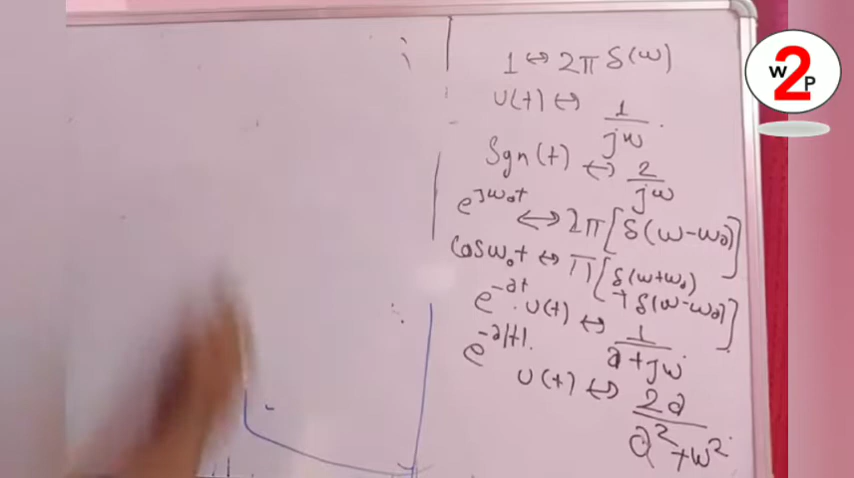 1 ↔ 2π δ(ω)
U(t) ↔ 1/jω
Sgn(t) ↔ 2/jω
e^jω₀t ↔ 2π[δ(ω-ω₀)]
Cosω₀t ↔ π[δ(ω+ω₀) + δ(ω-ω₀)]
e^-at . U(t) ↔ 1/a+jω
e^-a|t|. U(t) ↔ 2a/a²+ω²
W2P